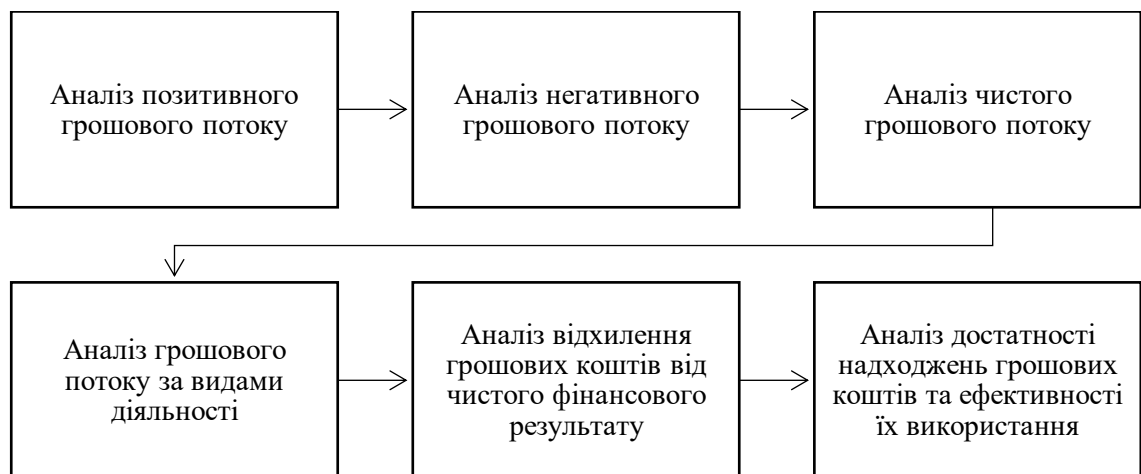 Аналіз позитивного
грошового потоку
Аналіз негативного
грошового потоку
Аналіз чистого
грошового потоку
Аналіз грошового
потоку за видами
діяльності
Аналіз відхилення
грошових коштів від
чистого фінансового
результату
Аналіз достатності
надходжень грошових
коштів та ефективності
їх використання